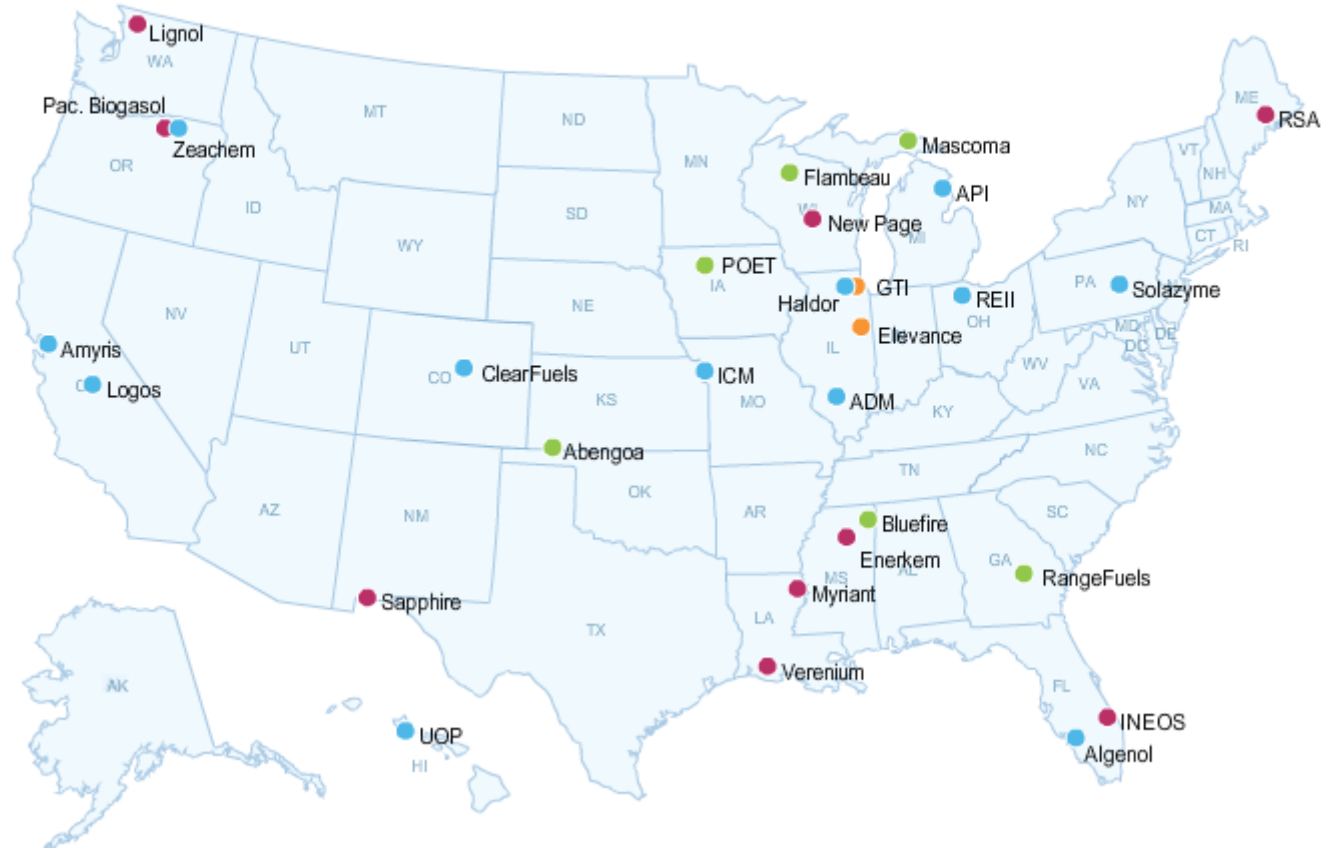 Lignol
WA
Pac. Biogasol
Zeachem
OR
MT
ID
WY
ND
SD
NE
MN
Flambeau
WI
New Page
Mascoma
API
MI
ME
RSA
VT
NH
NY
MA
CT
RI
POET
IA
Haldor
GTI
Elevance
IL
REII
OH
PA
Solazyme
MD
DE
DC
WV
VA
NV
UT
Amyris
Logos
CO
ClearFuels
KS
ICM
MO
ADM
KY
Abengoa
OK
TN
NC
AZ
NM
AR
SC
Bluefire
Enerkem
MS
AL
GA
RangeFuels
Sapphire
TX
LA
Myriant
Verenium
FL
INEOS
Algenol
AK
UOP
HI